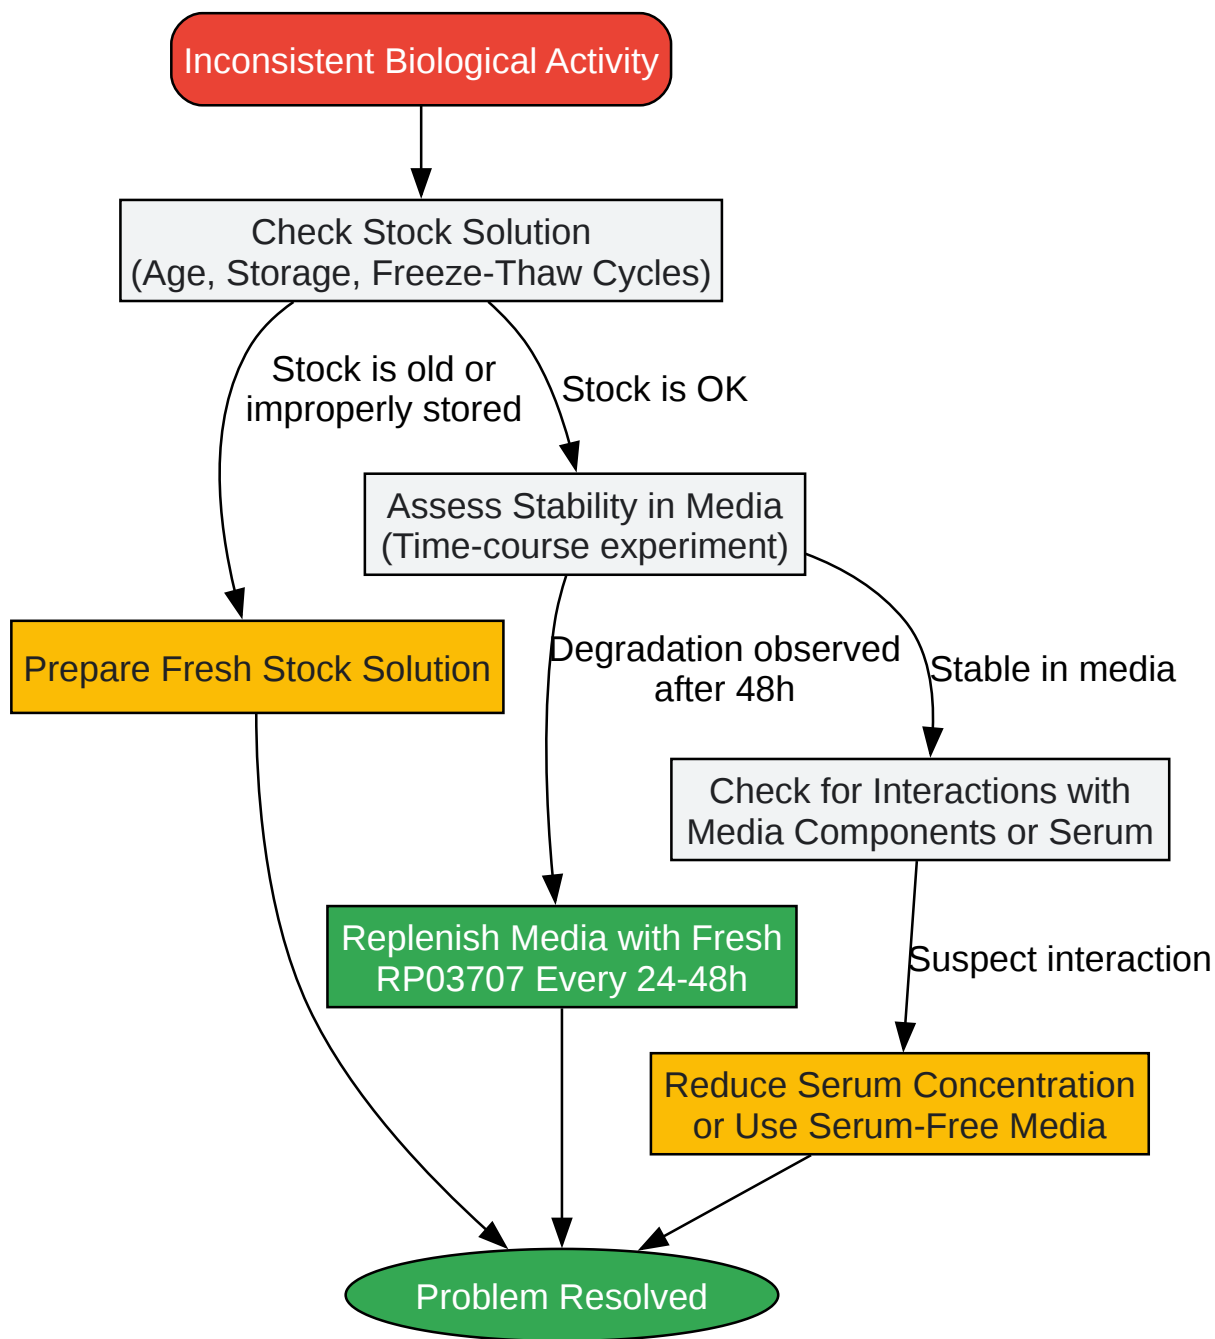 Inconsistent Biological Activity
Check Stock Solution
(Age, Storage, Freeze-Thaw Cycles)
Stock is old or
improperly stored
Stock is OK
Assess Stability in Media
(Time-course experiment)
Prepare Fresh Stock Solution
Degradation observed
after 48h
Stable in media
Check for Interactions with
Media Components or Serum
Replenish Media with Fresh
RP03707 Every 24-48h
Suspect interaction
Reduce Serum Concentration
or Use Serum-Free Media
Problem Resolved